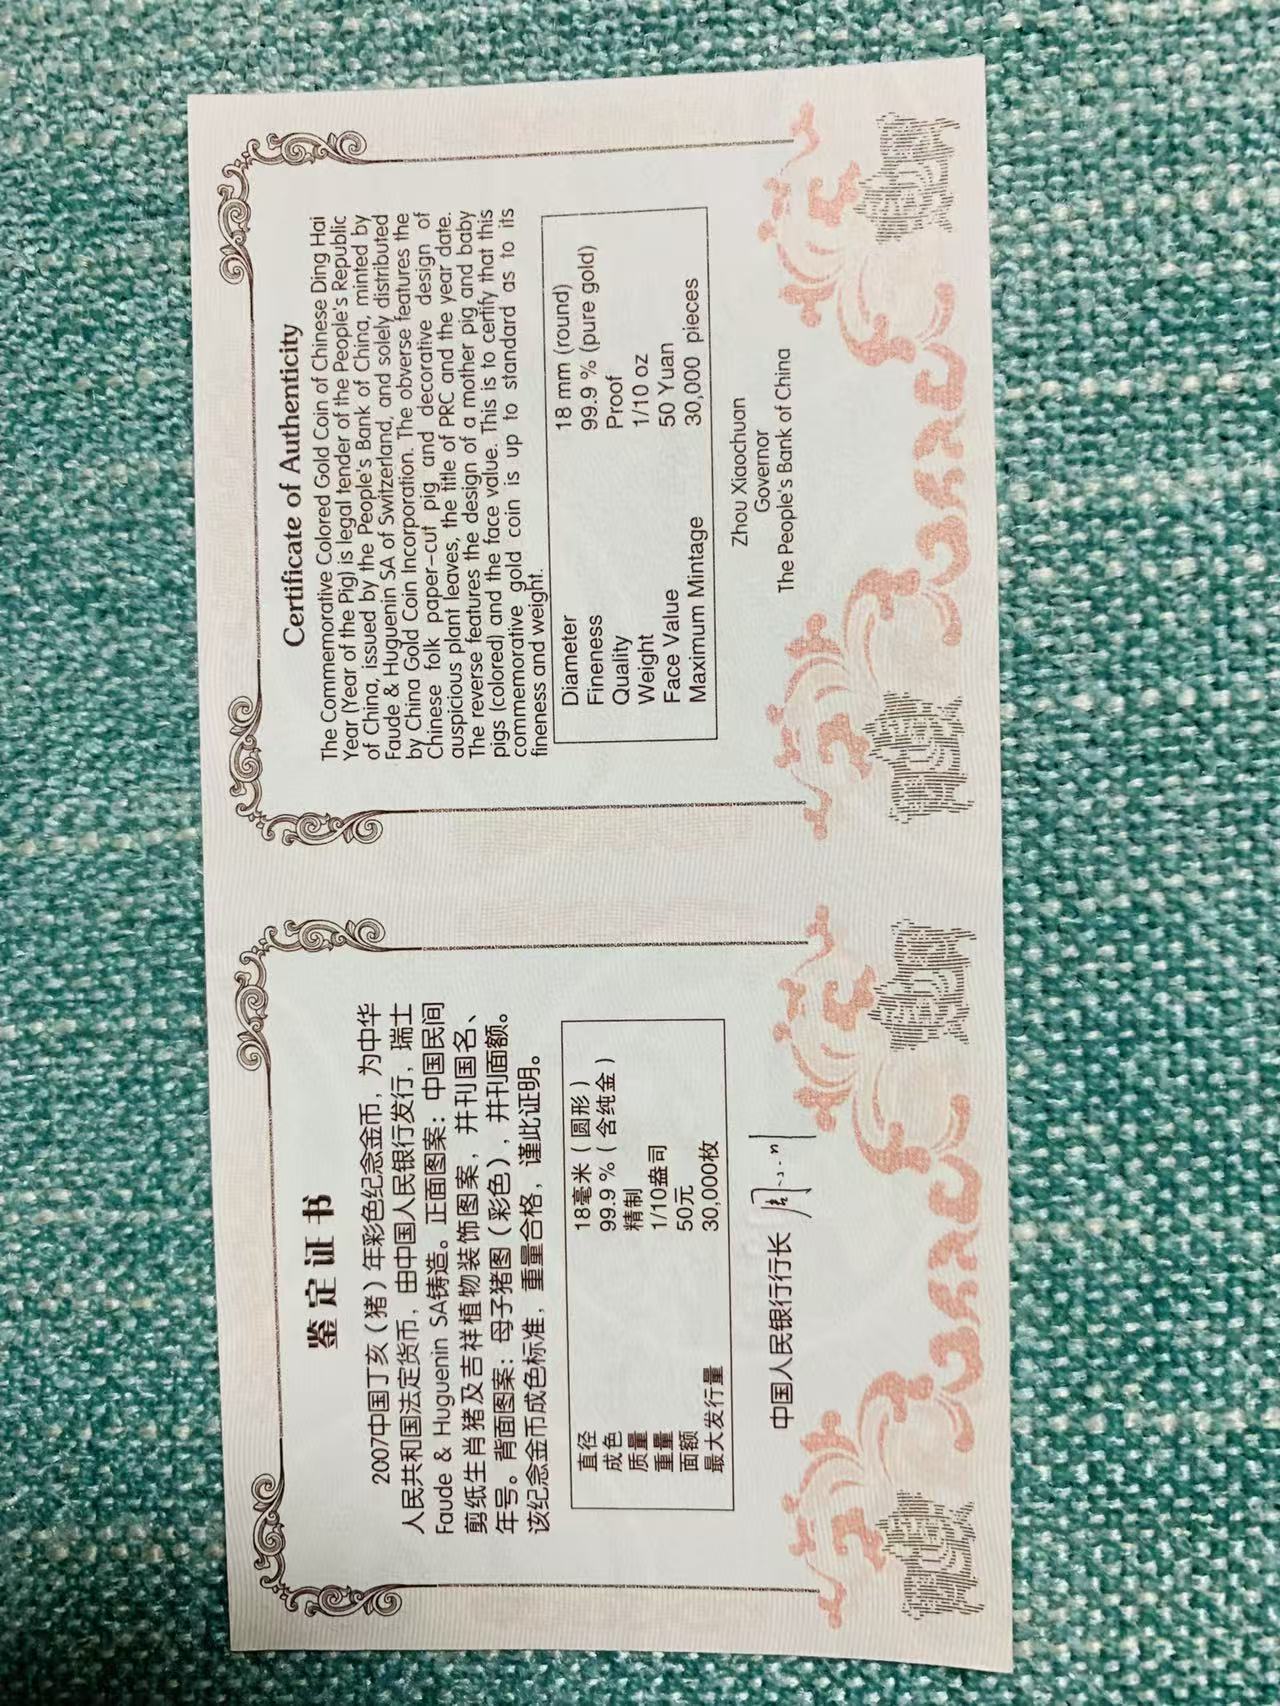 鉴定证书
2007中国丁亥（猪）年彩色纪念金币，为中华
人民共和国法定货币，由中国人民银行发行，瑞士
Faude & Huguenin SA铸造。正面图案：中国民间
剪纸生肖猪及吉祥植物装饰图案，并刊国名、
年号。背面图案：母子猪图（彩色），并刊面额。
该纪念金币成色标准，重量合格，谨此证明。
直径 18毫米（圆形）
成色 99.9％（含纯金）
质量 精制
重量 1/10盎司
面额 50元
最大发行量 30,000枚
中国人民银行行长
Certificate of Authenticity
The Commemorative Colored Gold Coin of Chinese Ding Hai
Year (Year of the Pig) is legal tender of the People's Republic
of China, issued by the People's Bank of China, minted by
Faude & Huguenin SA of Switzerland, and solely distributed
by China Gold Coin Incorporation. The obverse features the
Chinese folk paper-cut pig and decorative design of
auspicious plant leaves, the title of PRC and the year date.
The reverse features the design of a mother pig and baby
pigs (colored) and the face value. This is to certify that this
commemorative gold coin is up to standard as to its
fineness and weight.
Diameter 18 mm (round)
Fineness 99.9 % (pure gold)
Quality Proof
Weight 1/10 oz
Face Value 50 Yuan
Maximum Mintage 30,000 pieces
Zhou Xiaochuan
Governor
The People's Bank of China